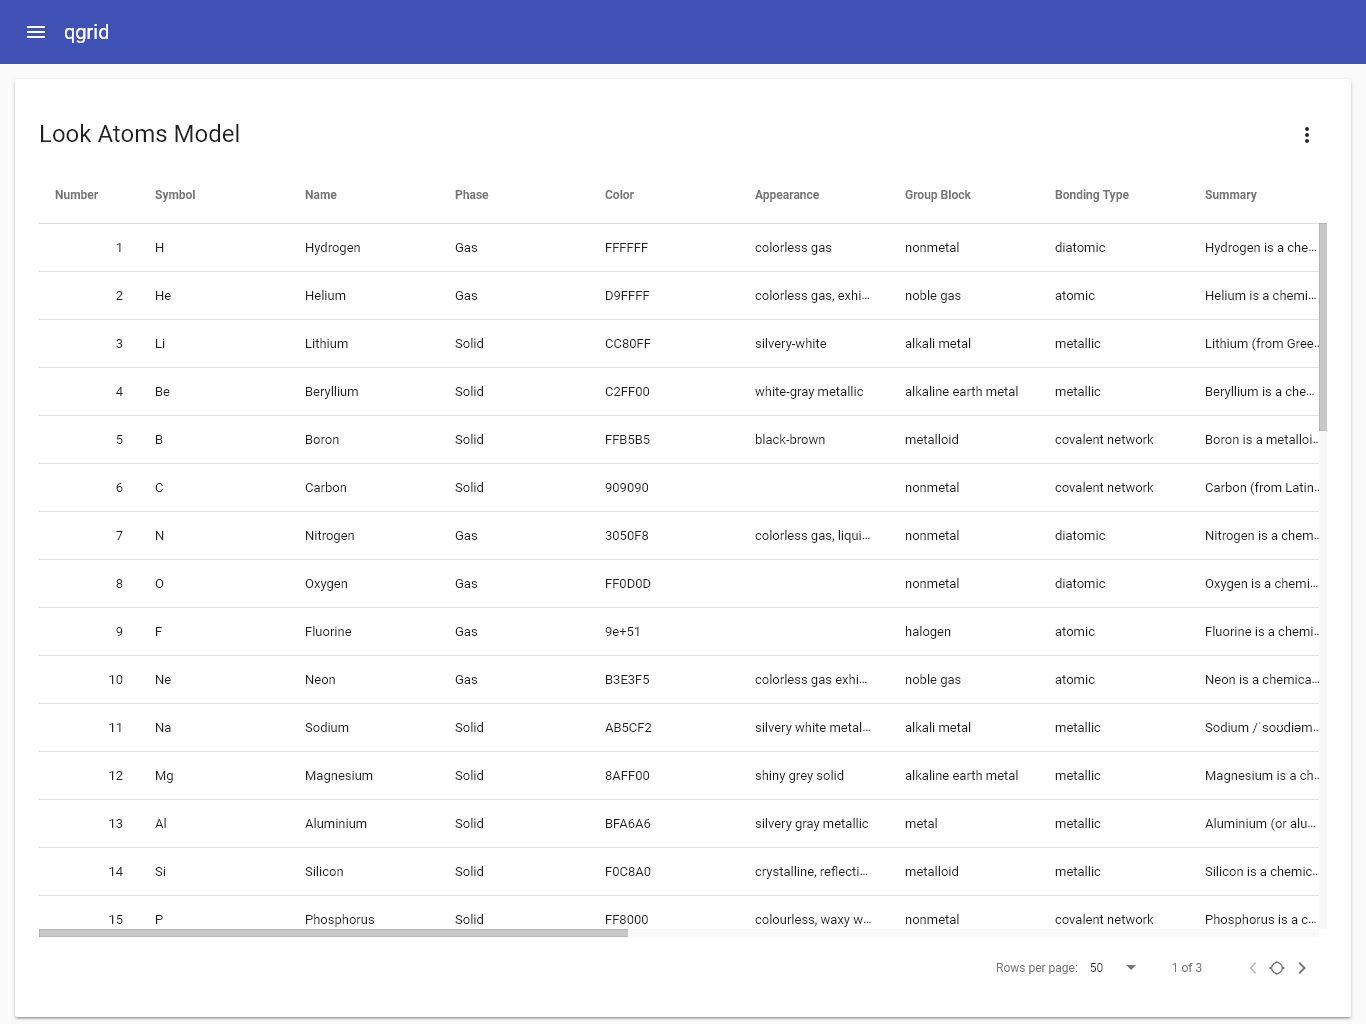 qgrid
Look Atoms Model
Number Symbol Name Phase Color Appearance Group Block Bonding Type Summary
1 H Hydrogen Gas FFFFFF colorless gas nonmetal diatomic Hydrogen is a che...
2 He Helium Gas D9FFFF colorless gas, exhi... noble gas atomic Helium is a chemi...
3 Li Lithium Solid CC80FF silvery-white alkali metal metallic Lithium (from Gree...
4 Be Beryllium Solid C2FF00 white-gray metallic alkaline earth metal metallic Beryllium is a che...
5 B Boron Solid FFB5B5 black-brown metalloid covalent network Boron is a metalloi...
6 C Carbon Solid 909090 nonmetal covalent network Carbon (from Latin...
7 N Nitrogen Gas 3050F8 colorless gas, liqui... nonmetal diatomic Nitrogen is a chem...
8 O Oxygen Gas FF0D0D nonmetal diatomic Oxygen is a chemi...
9 F Fluorine Gas 9e+51 halogen atomic Fluorine is a chemi...
10 Ne Neon Gas B3E3F5 colorless gas exhi... noble gas atomic Neon is a chemica...
11 Na Sodium Solid AB5CF2 silvery white metal... alkali metal metallic Sodium /ˈsoʊdiəm...
12 Mg Magnesium Solid 8AFF00 shiny grey solid alkaline earth metal metallic Magnesium is a ch...
13 Al Aluminium Solid BFA6A6 silvery gray metallic metal metallic Aluminium (or alu...
14 Si Silicon Solid F0C8A0 crystalline, reflecti... metalloid metallic Silicon is a chemic...
15 P Phosphorus Solid FF8000 colourless, waxy w... nonmetal covalent network Phosphorus is a c...
Rows per page: 50 1 of 3